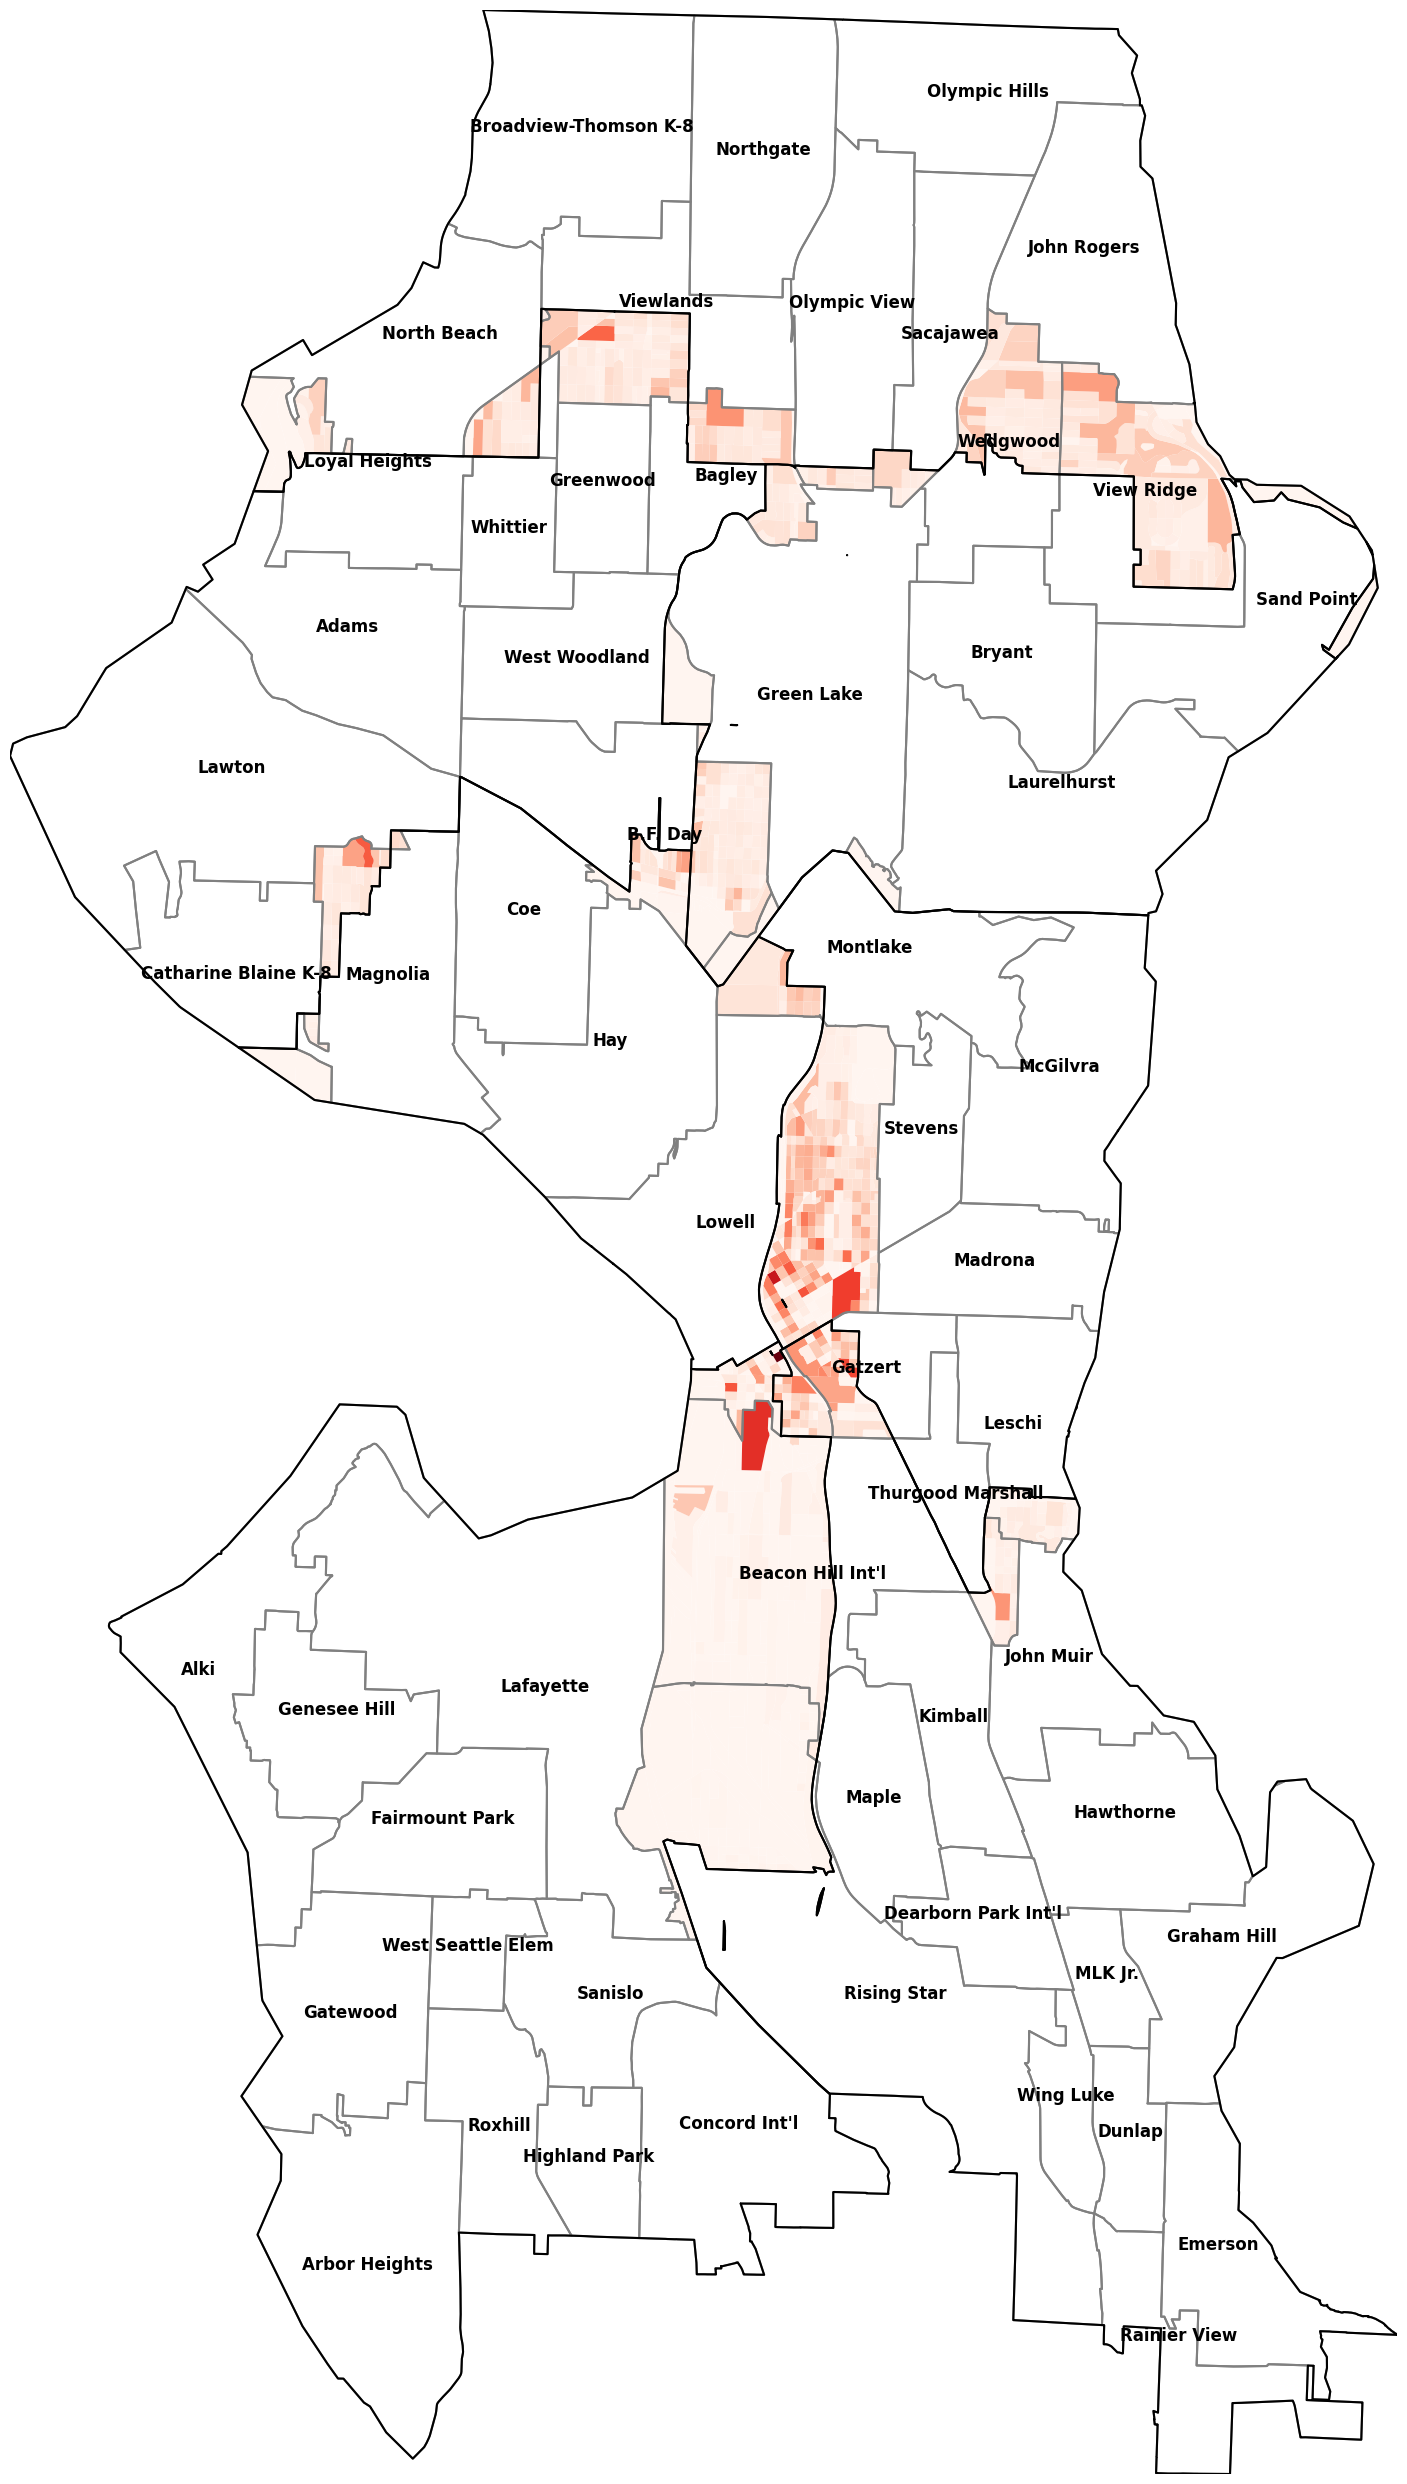 Olympic Hills
Broadview-Thomson K-8
Northgate
John Rogers
Viewlands
Olympic View
North Beach
Sacajawea
Wedgwood
Loyal Heights
Greenwood
Bagley
View Ridge
Whittier
Sand Point
Adams
West Woodland
Bryant
Green Lake
Lawton
Laurelhurst
B.F. Day
Coe
Montlake
Catharine Blaine K-8
Magnolia
Hay
McGilvra
Stevens
Lowell
Madrona
Gatzert
Leschi
Thurgood Marshall
Beacon Hill Int'l
John Muir
Alki
Lafayette
Genesee Hill
Kimball
Maple
Hawthorne
Fairmount Park
Dearborn Park Int'l
Graham Hill
West Seattle Elem
MLK Jr.
Sanislo
Rising Star
Gatewood
Wing Luke
Concord Int'l
Roxhill
Dunlap
Highland Park
Emerson
Arbor Heights
Rainier View